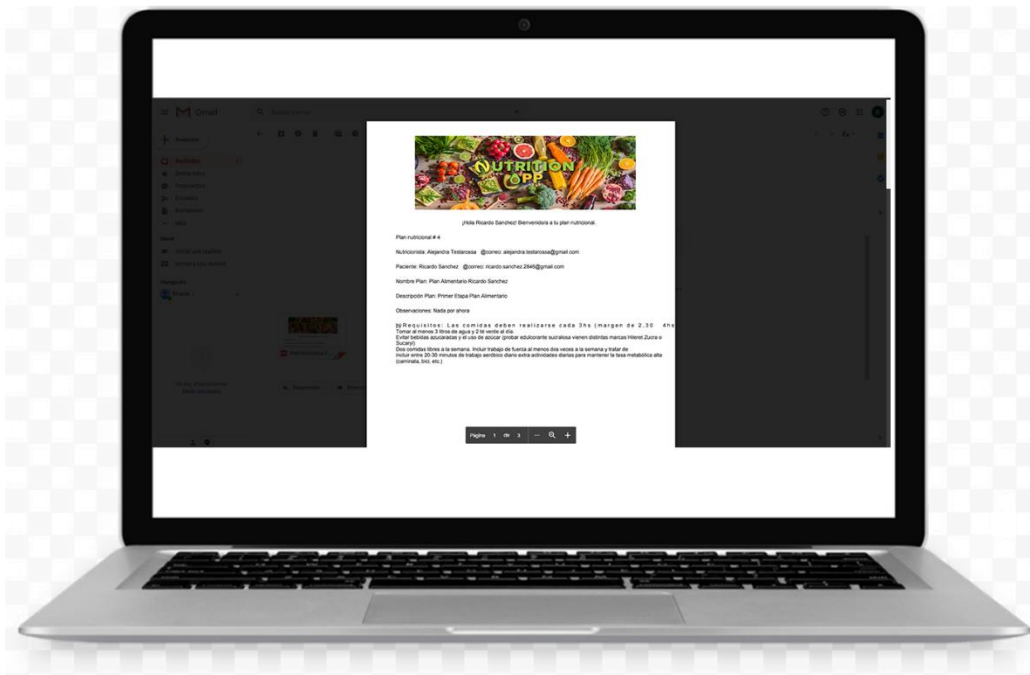 Gmail
NUTRITION
APP
¡Hola Ricardo Sanchez! Bienvenido/a a tu plan nutricional.
Plan nutricional # 4
Nutricionista: Alejandra Testarossa @correo: alejandra.testarossa@gmail.com
Paciente: Ricardo Sanchez @correo: ricardo.sanchez.2846@gmail.com
Nombre Plan: Plan Alimentario Ricardo Sanchez
Descripción Plan: Primer Etapa Plan Alimentario
Observaciones: Nada por ahora
Requisitos: Las comidas deben realizarse cada 3hs (margen de 2,30 4hs
Tomar al menos 3 litros de agua y 2 té verde al día.
Evitar bebidas azucaradas y el uso de azúcar (probar edulcorante sucralosa vienen distintas marcas Hileret Zucra o
Sucaryl)
Dos comidas libres a la semana. Incluir trabajo de fuerza al menos dos veces a la semana y tratar de
incluir entre 20-30 minutos de trabajo aeróbico diario extra actividades diarias para mantener la tasa metabólica alta
(caminata, bici, etc.)
Página 1 de 3